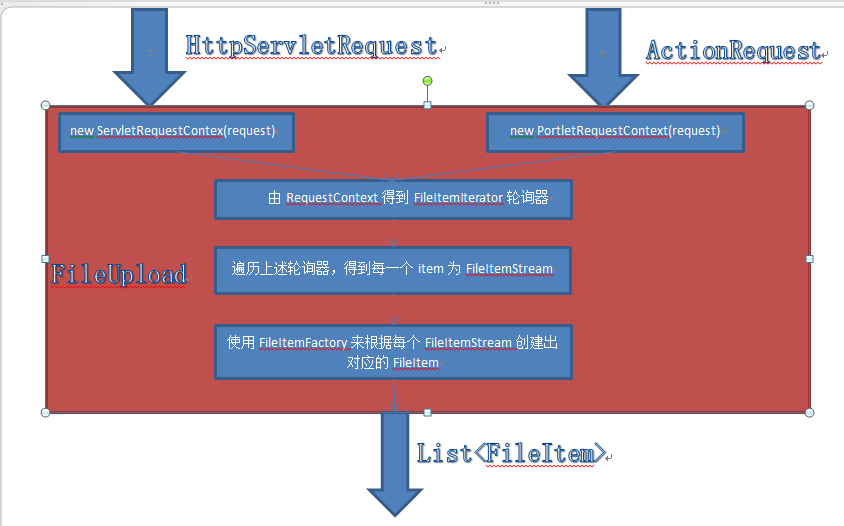 HttpServletRequest
ActionRequest
new ServletRequestContex(request)
new PortletRequestContext(request)
由 RequestContext 得到 FileItemIterator 轮询器
FileUpload
遍历上述轮询器，得到每一个 item 为 FileItemStream
使用 FileItemFactory 来根据每个 FileItemStream 创建出
对应的 FileItem
List<FileItem>